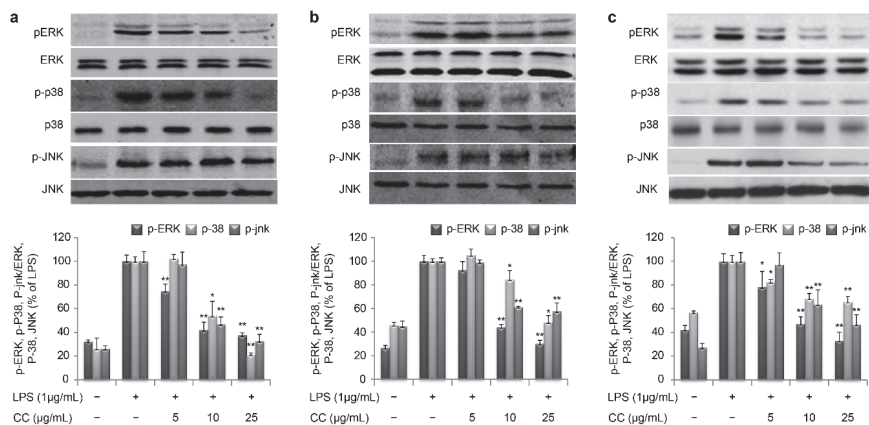 a
pERK
ERK
p-p38
p38
p-JNK
JNK
p-ERK p-38 p-jnk
p-ERK, p-P38, P-jnk/ERK,
P-38, JNK (% of LPS)
120
100
80
60
40
20
0
** ** * ** ** ** **
LPS (1µg/mL) – + + + +
CC (µg/mL) – – 5 10 25
b
pERK
ERK
p-p38
p38
p-JNK
JNK
p-ERK p-38 p-jnk
p-ERK, p-P38, P-jnk/ERK,
P-38, JNK (% of LPS)
120
100
80
60
40
20
0
** * ** ** * **
LPS (1µg/mL) – + + + +
CC (µg/mL) – – 5 10 25
c
pERK
ERK
p-p38
p38
p-JNK
JNK
p-ERK p-38 p-jnk
p-ERK, p-P38, P-jnk/ERK,
P-38, JNK (% of LPS)
120
100
80
60
40
20
0
* * ** ** ** ** ** **
LPS (1µg/mL) – + + + +
CC (µg/mL) – – 5 10 25